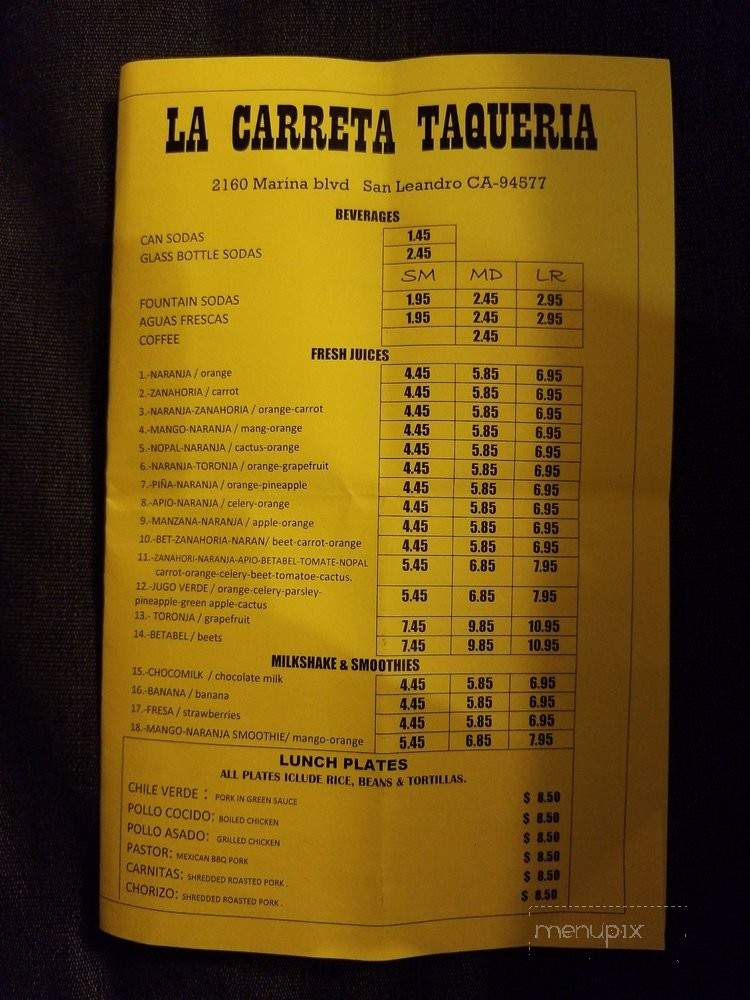 LA CARRETA TAQUERIA
2160 Marina blvd San Leandro CA-94577
BEVERAGES
CAN SODAS 1.45
GLASS BOTTLE SODAS 2.45
SM MD LR
FOUNTAIN SODAS 1.95 2.45 2.95
AGUAS FRESCAS 1.95 2.45 2.95
COFFEE 2.45
FRESH JUICES
1.-NARANJA / orange 4.45 5.85 6.95
2.-ZANAHORIA / carrot 4.45 5.85 6.95
3.-NARANJA-ZANAHORIA / orange-carrot 4.45 5.85 6.95
4.-MANGO-NARANJA / mang-orange 4.45 5.85 6.95
5.-NOPAL-NARANJA / cactus-orange 4.45 5.85 6.95
6.-NARANJA-TORONJA / orange-grapefruit 4.45 5.85 6.95
7.-PIÑA-NARANJA / orange-pineapple 4.45 5.85 6.95
8.-APIO-NARANJA / celery-orange 4.45 5.85 6.95
9.-MANZANA-NARANJA / apple-orange 4.45 5.85 6.95
10.-BET-ZANAHORIA-NARAN/ beet-carrot-orange 4.45 5.85 6.95
11.-ZANAHORI-NARANJA-APIO-BETABEL-TOMATE-NOPAL 5.45 6.85 7.95
carrot-orange-celery-beet-tomatoe-cactus.
12.-JUGO VERDE / orange-celery-parsley- 5.45 6.85 7.95
pineapple-green apple-cactus
13.- TORONJA / grapefruit 7.45 9.85 10.95
14.-BETABEL / beets 7.45 9.85 10.95
MILKSHAKE & SMOOTHIES
15.-CHOCOMILK / chocolate milk 4.45 5.85 6.95
16.-BANANA / banana 4.45 5.85 6.95
17.-FRESA / strawberries 4.45 5.85 6.95
18.-MANGO-NARANJA SMOOTHIE/ mango-orange 5.45 6.85 7.95
LUNCH PLATES
ALL PLATES ICLUDE RICE, BEANS & TORTILLAS.
CHILE VERDE : PORK IN GREEN SAUCE $ 8.50
POLLO COCIDO: BOILED CHICKEN $ 8.50
POLLO ASADO: GRILLED CHICKEN $ 8.50
PASTOR: MEXICAN BBQ PORK $ 8.50
CARNITAS: SHREDDED ROASTED PORK . $ 8.50
CHORIZO: SHREDDED ROASTED PORK . $ 8.50
menupix